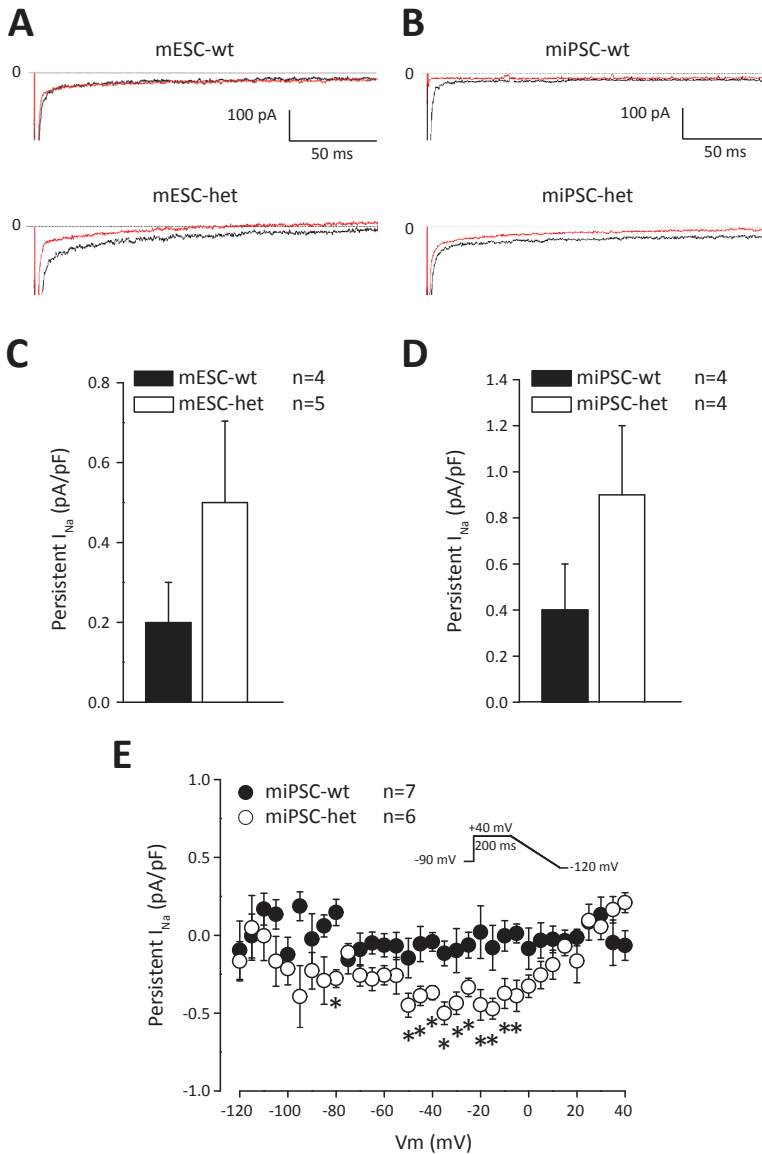 A
mESC-wt
0
100 pA
50 ms
mESC-het
0
B
miPSC-wt
0
100 pA
50 ms
miPSC-het
0
C
mESC-wt n=4
mESC-het n=5
Persistent I_Na (pA/pF)
0.8
0.6
0.4
0.2
0.0
D
miPSC-wt n=4
miPSC-het n=4
Persistent I_Na (pA/pF)
1.4
1.2
1.0
0.8
0.6
0.4
0.2
0.0
E
miPSC-wt n=7
miPSC-het n=6
+40 mV
200 ms
-90 mV
-120 mV
Persistent I_Na (pA/pF)
1.0
0.5
0.0
-0.5
-1.0
* * * * * * * * * * * *
-120 -100 -80 -60 -40 -20 0 20 40
Vm (mV)